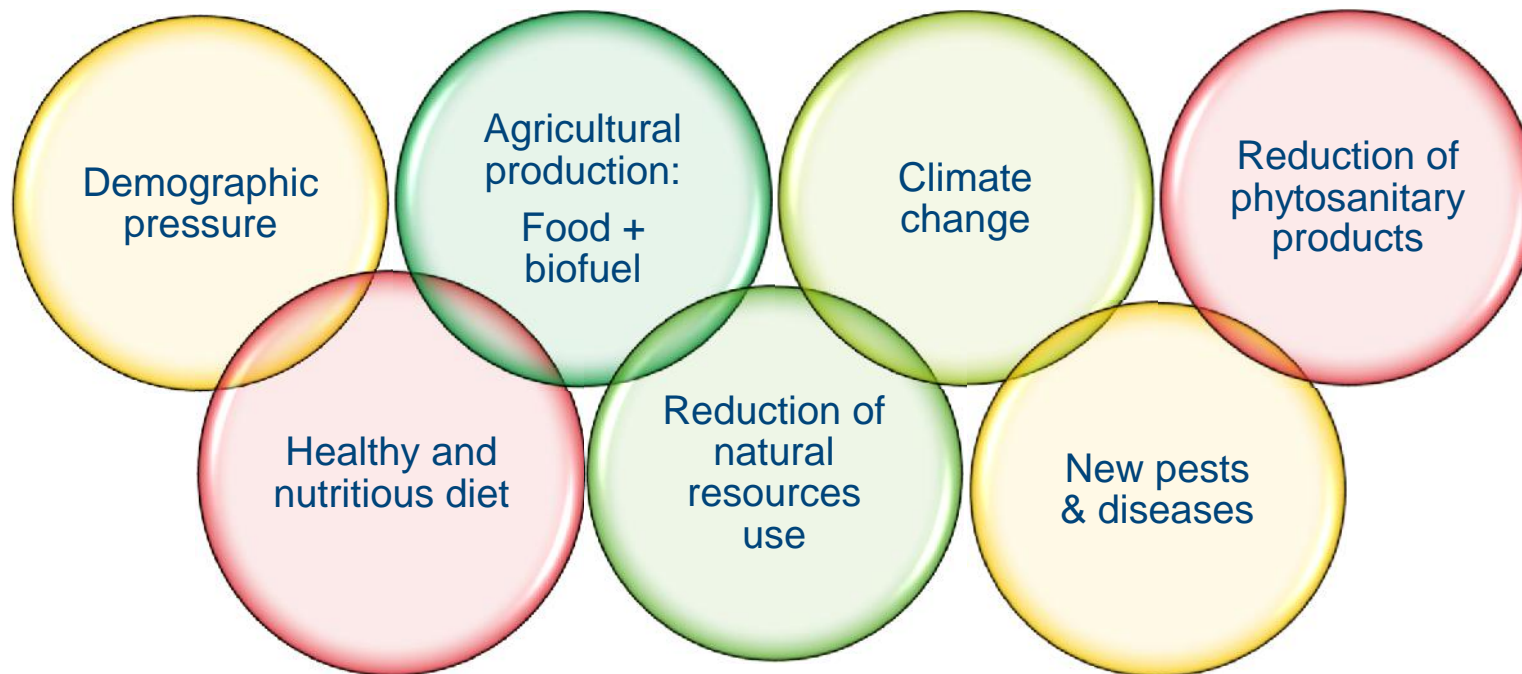 Demographic
pressure
Agricultural
production:
Food +
biofuel
Climate
change
Reduction of
phytosanitary
products
Healthy and
nutritious diet
Reduction of
natural
resources
use
New pests
& diseases